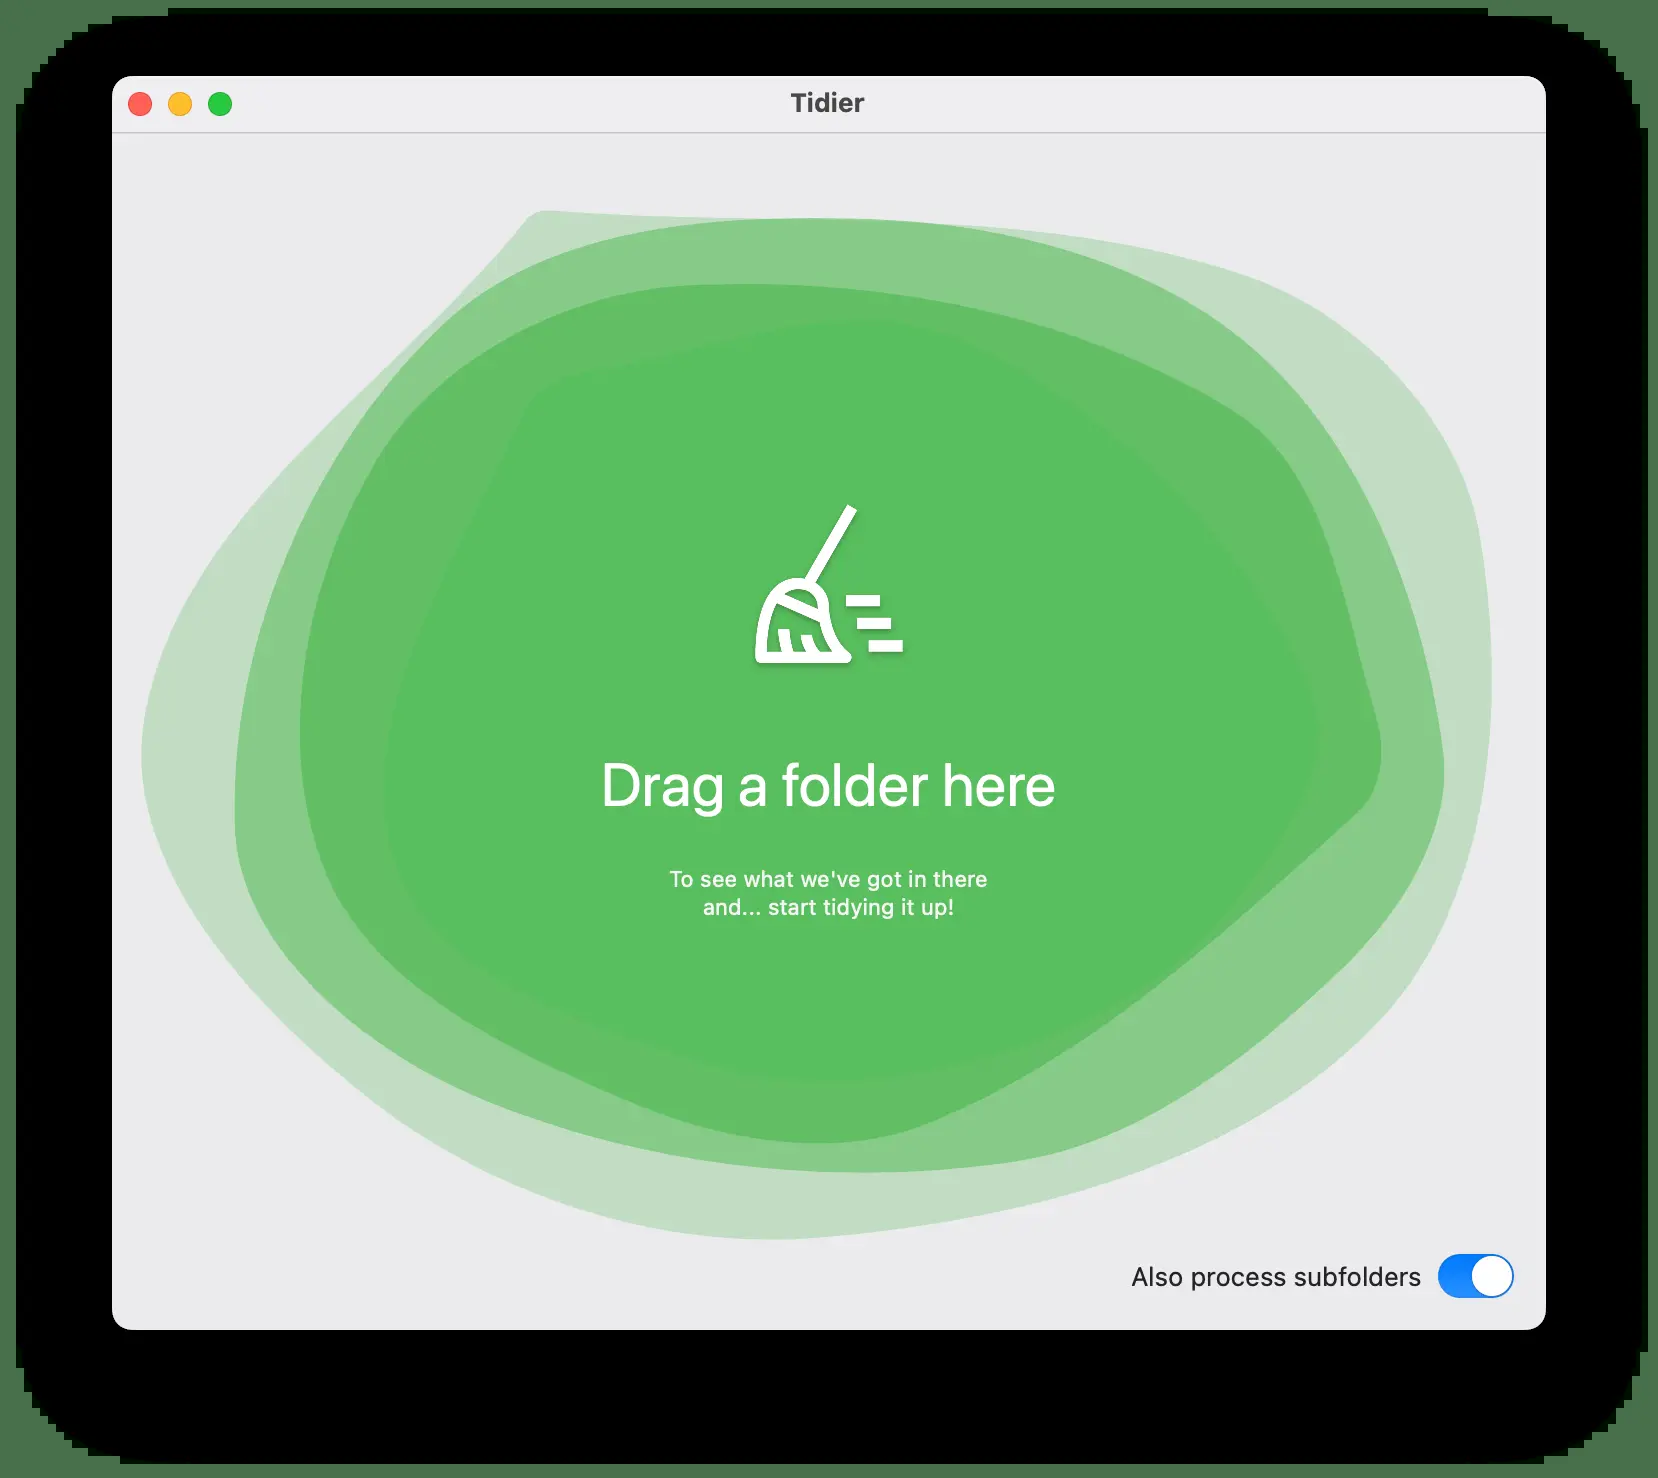 Tidier
Drag a folder here
To see what we've got in there
and... start tidying it up!
Also process subfolders